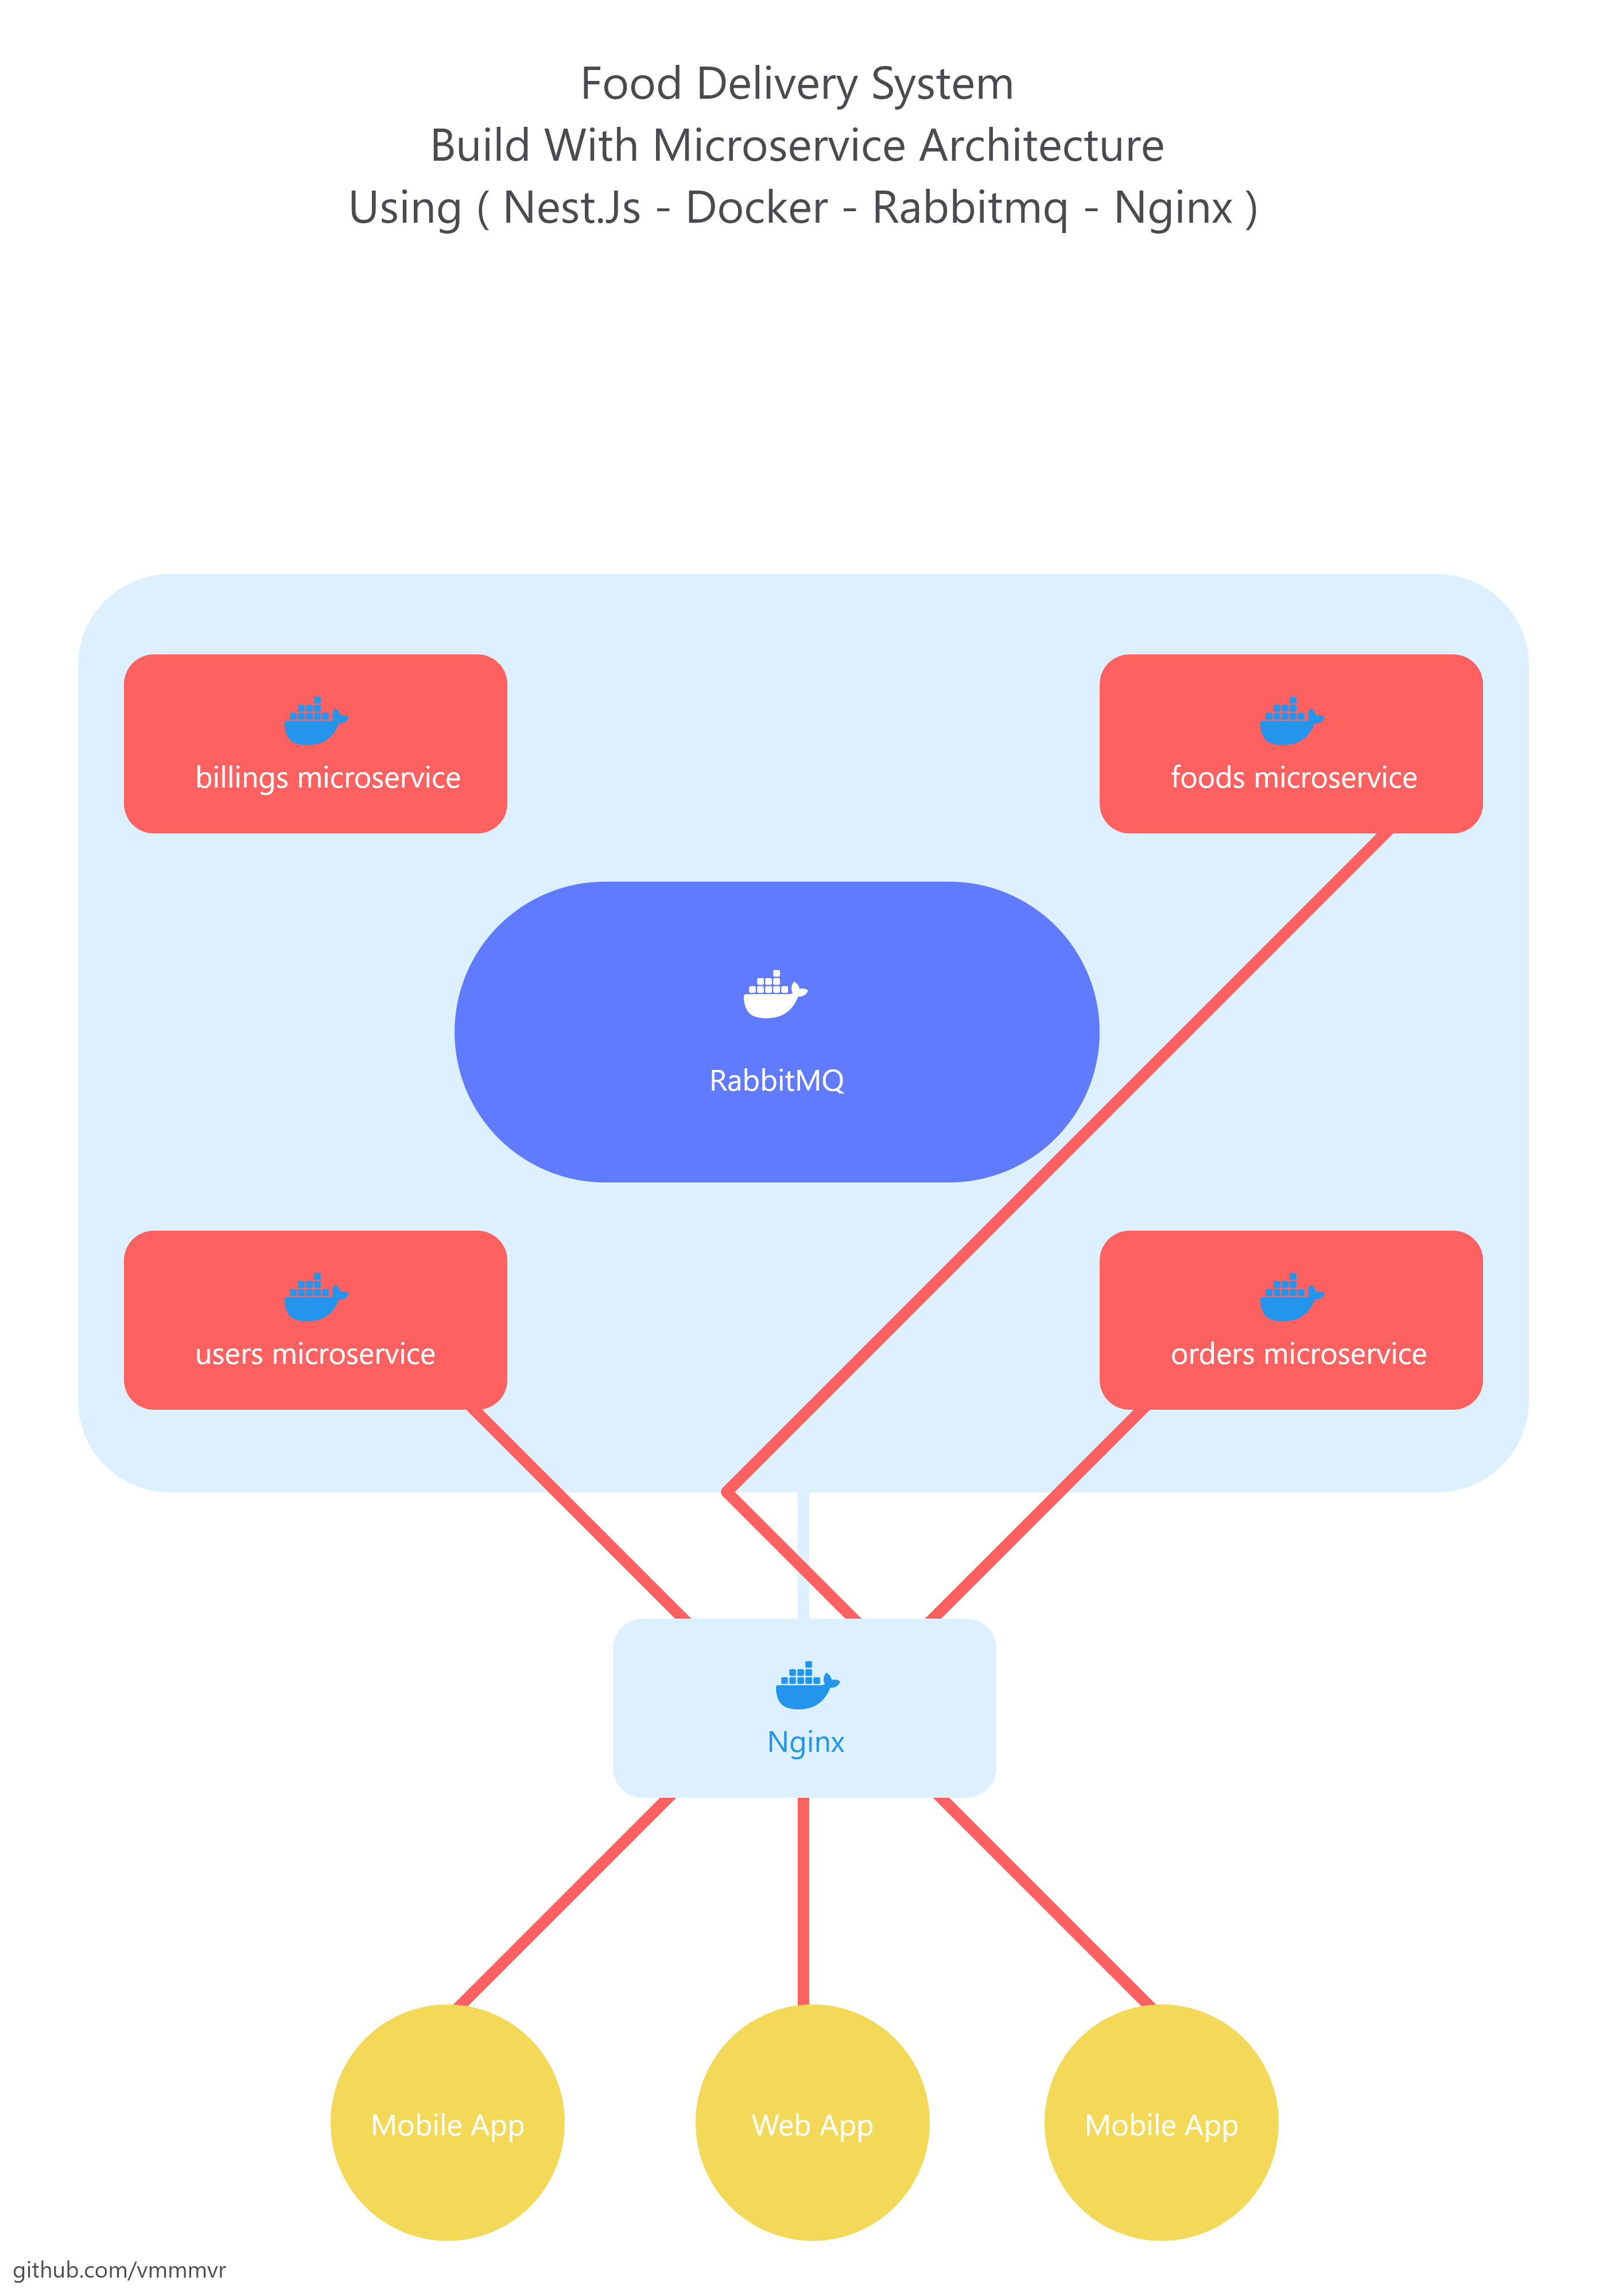 Food Delivery System
Build With Microservice Architecture
Using ( Nest.Js - Docker - Rabbitmq - Nginx )
billings microservice
foods microservice
RabbitMQ
users microservice
orders microservice
Nginx
Mobile App
Web App
Mobile App
github.com/vmmmvr